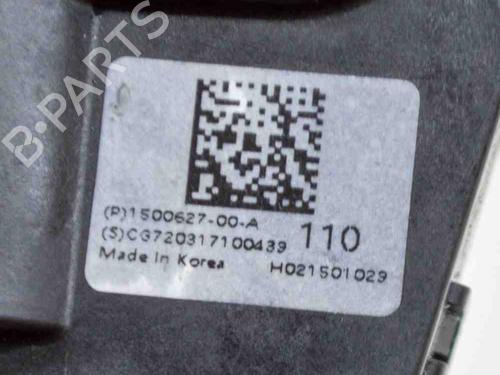 B-PARTS
(P)1500627-00-A
(S)CG720317100439 110
Made In Korea H021501029